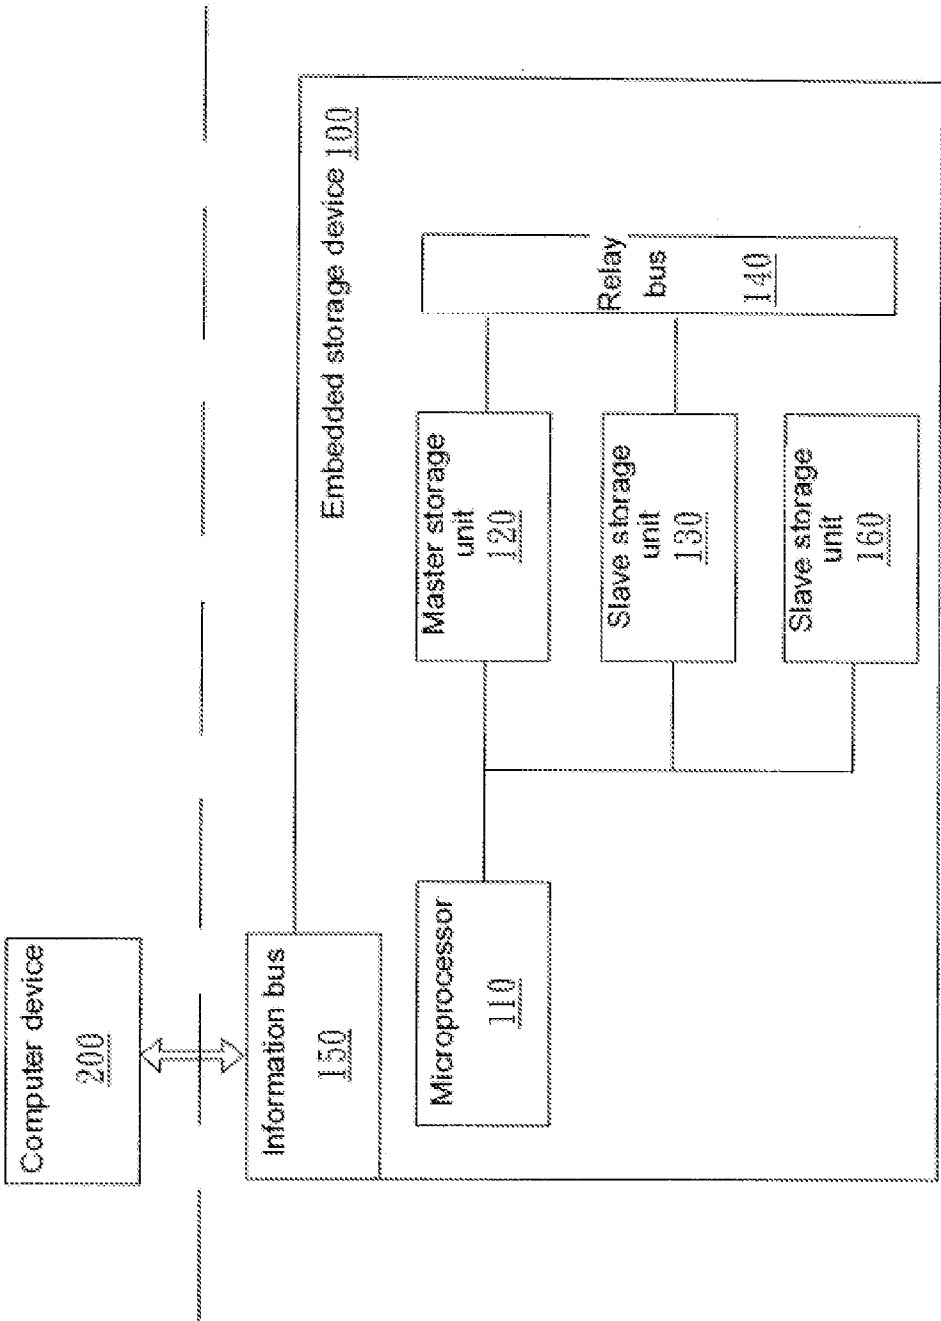 Computer device
200
Information bus
150
Embedded storage device 100
Microprocessor
110
Master storage
unit
120
Slave storage
unit
130
Slave storage
unit
160
Relay
bus
140